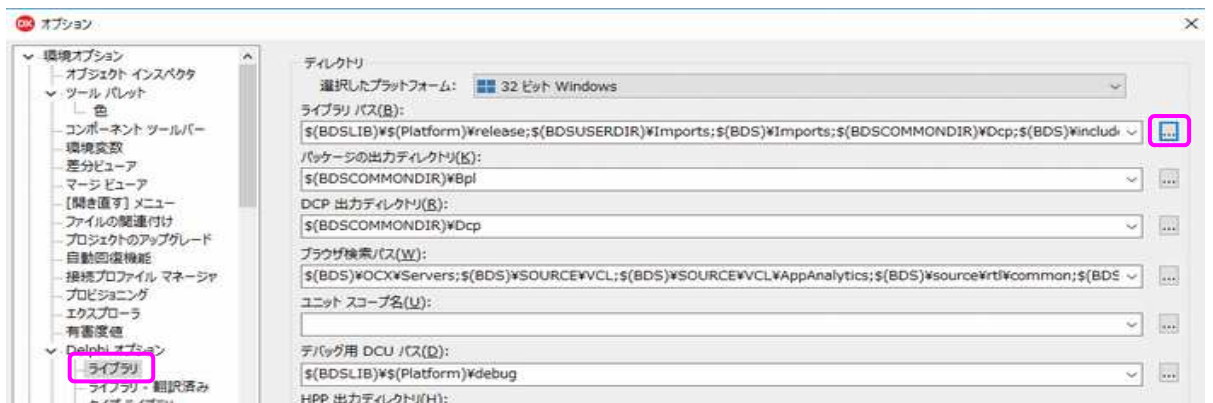 DX オプション
環境オプション
オブジェクト インスペクタ
ツール パレット
色
コンポーネント ツールバー
環境変数
差分ビューア
マージ ビューア
[開き直す] メニュー
ファイルの関連付け
プロジェクトのアップグレード
自動回復機能
接続プロファイル マネージャ
プロビジョニング
エクスプローラ
有害度値
Delphi オプション
ライブラリ
ライブラリ - 翻訳済み
ディレクトリ
選択したプラットフォーム: 32 ビット Windows
ライブラリ パス(B):
$(BDSLIB)¥$(Platform)¥release;$(BDSUSERDIR)¥Imports;$(BDS)¥Imports;$(BDSCOMMONDIR)¥Dcp;$(BDS)¥includ
...
パッケージの出力ディレクトリ(K):
$(BDSCOMMONDIR)¥Bpl
...
DCP 出力ディレクトリ(R):
$(BDSCOMMONDIR)¥Dcp
...
ブラウザ検索パス(W):
$(BDS)¥OCX¥Servers;$(BDS)¥SOURCE¥VCL;$(BDS)¥SOURCE¥VCL¥AppAnalytics;$(BDS)¥source¥rtl¥common;$(BDS
...
ユニット スコープ名(U):
...
デバッグ用 DCU パス(D):
$(BDSLIB)¥$(Platform)¥debug
...
HPP 出力ディレクトリ(H):